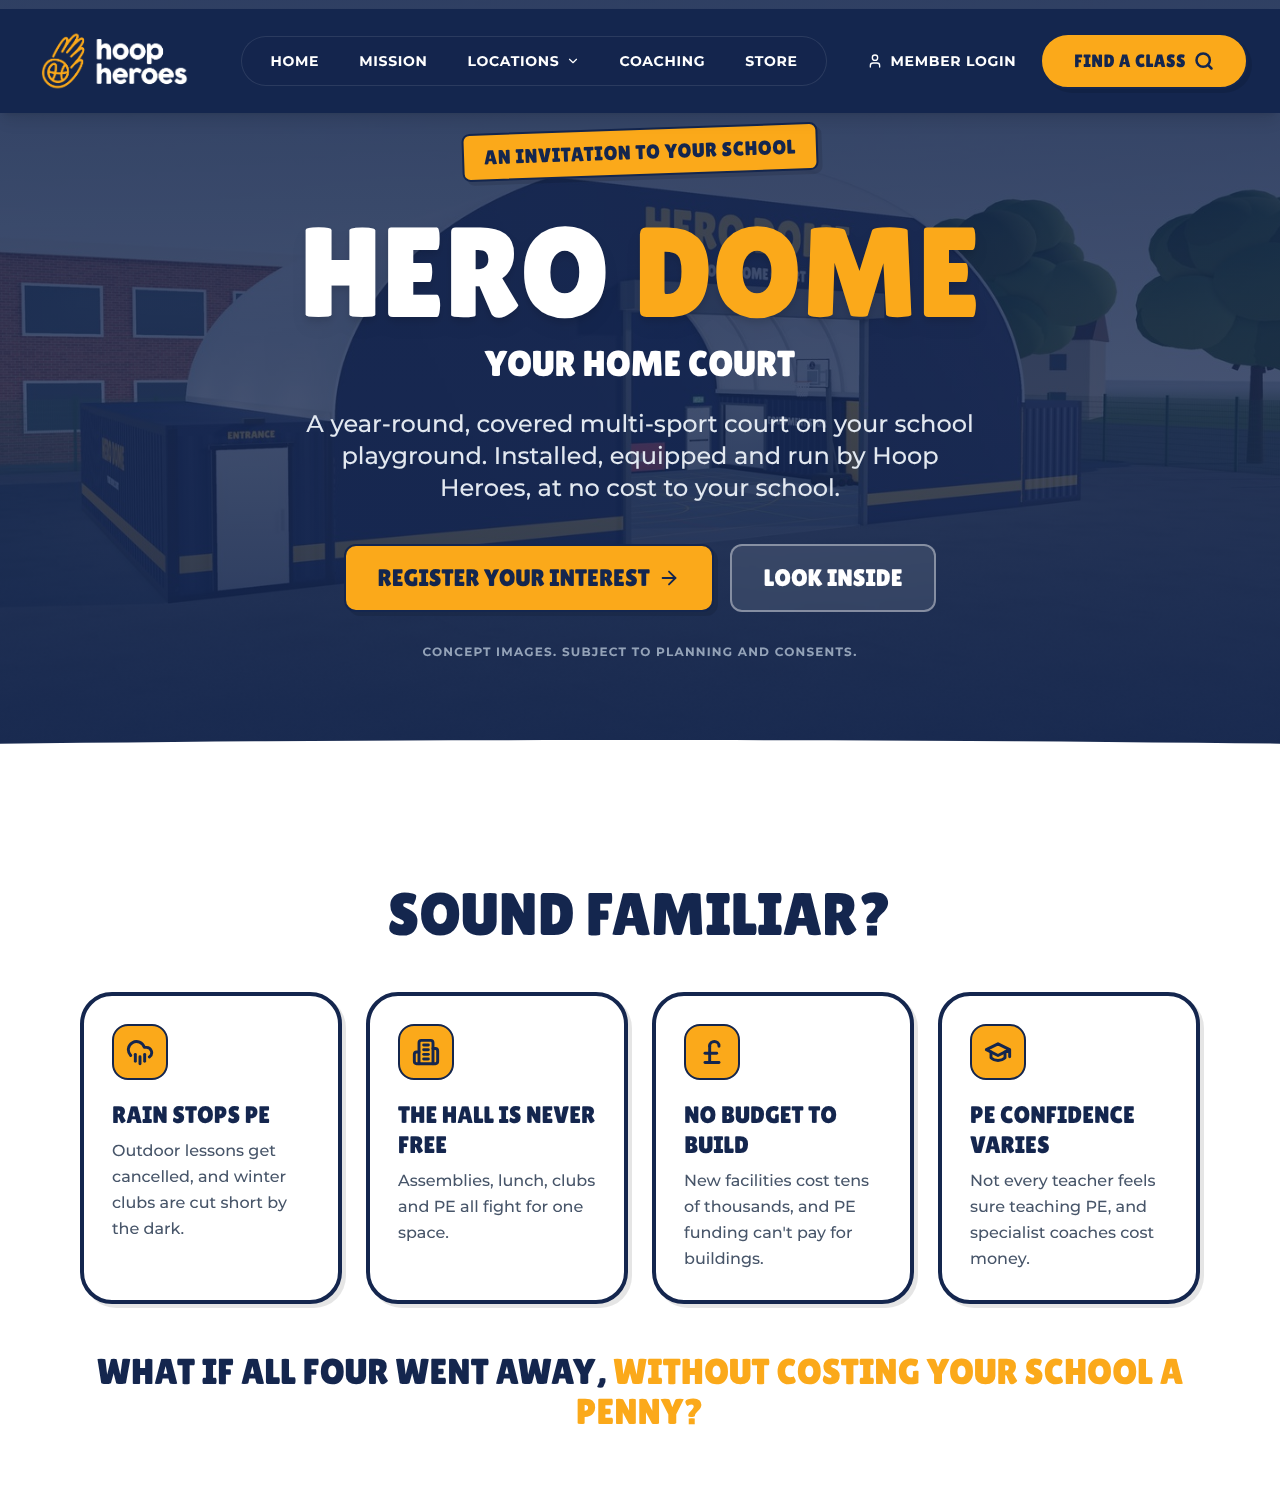 hoop
heroes
HOME MISSION LOCATIONS COACHING STORE
MEMBER LOGIN
FIND A CLASS
AN INVITATION TO YOUR SCHOOL
HERO DOME
HERO DOME
YOUR HOME COURT
A year-round, covered multi-sport court on your school
playground. Installed, equipped and run by Hoop
Heroes, at no cost to your school.
ENTRANCE
HERO DOME
REGISTER YOUR INTEREST
LOOK INSIDE
CONCEPT IMAGES. SUBJECT TO PLANNING AND CONSENTS.
SOUND FAMILIAR?
RAIN STOPS PE
Outdoor lessons get
cancelled, and winter
clubs are cut short by
the dark.
THE HALL IS NEVER
FREE
Assemblies, lunch, clubs
and PE all fight for one
space.
NO BUDGET TO
BUILD
New facilities cost tens
of thousands, and PE
funding can't pay for
buildings.
PE CONFIDENCE
VARIES
Not every teacher feels
sure teaching PE, and
specialist coaches cost
money.
WHAT IF ALL FOUR WENT AWAY, WITHOUT COSTING YOUR SCHOOL A
PENNY?